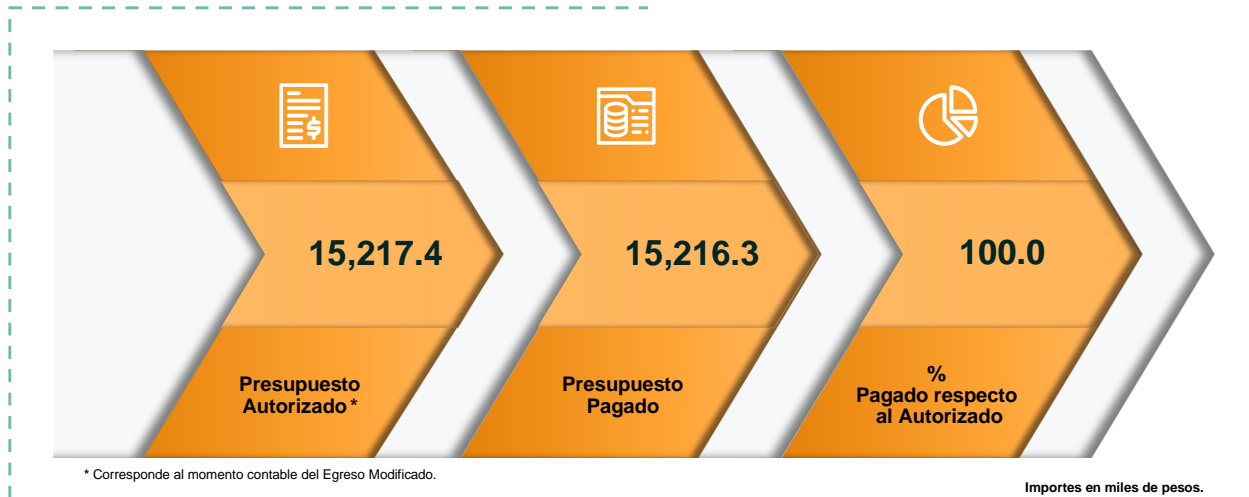 15,217.4
15,216.3
100.0
Presupuesto
Autorizado *
Presupuesto
Pagado
%
Pagado respecto
al Autorizado
* Corresponde al momento contable del Egreso Modificado.
Importes en miles de pesos.